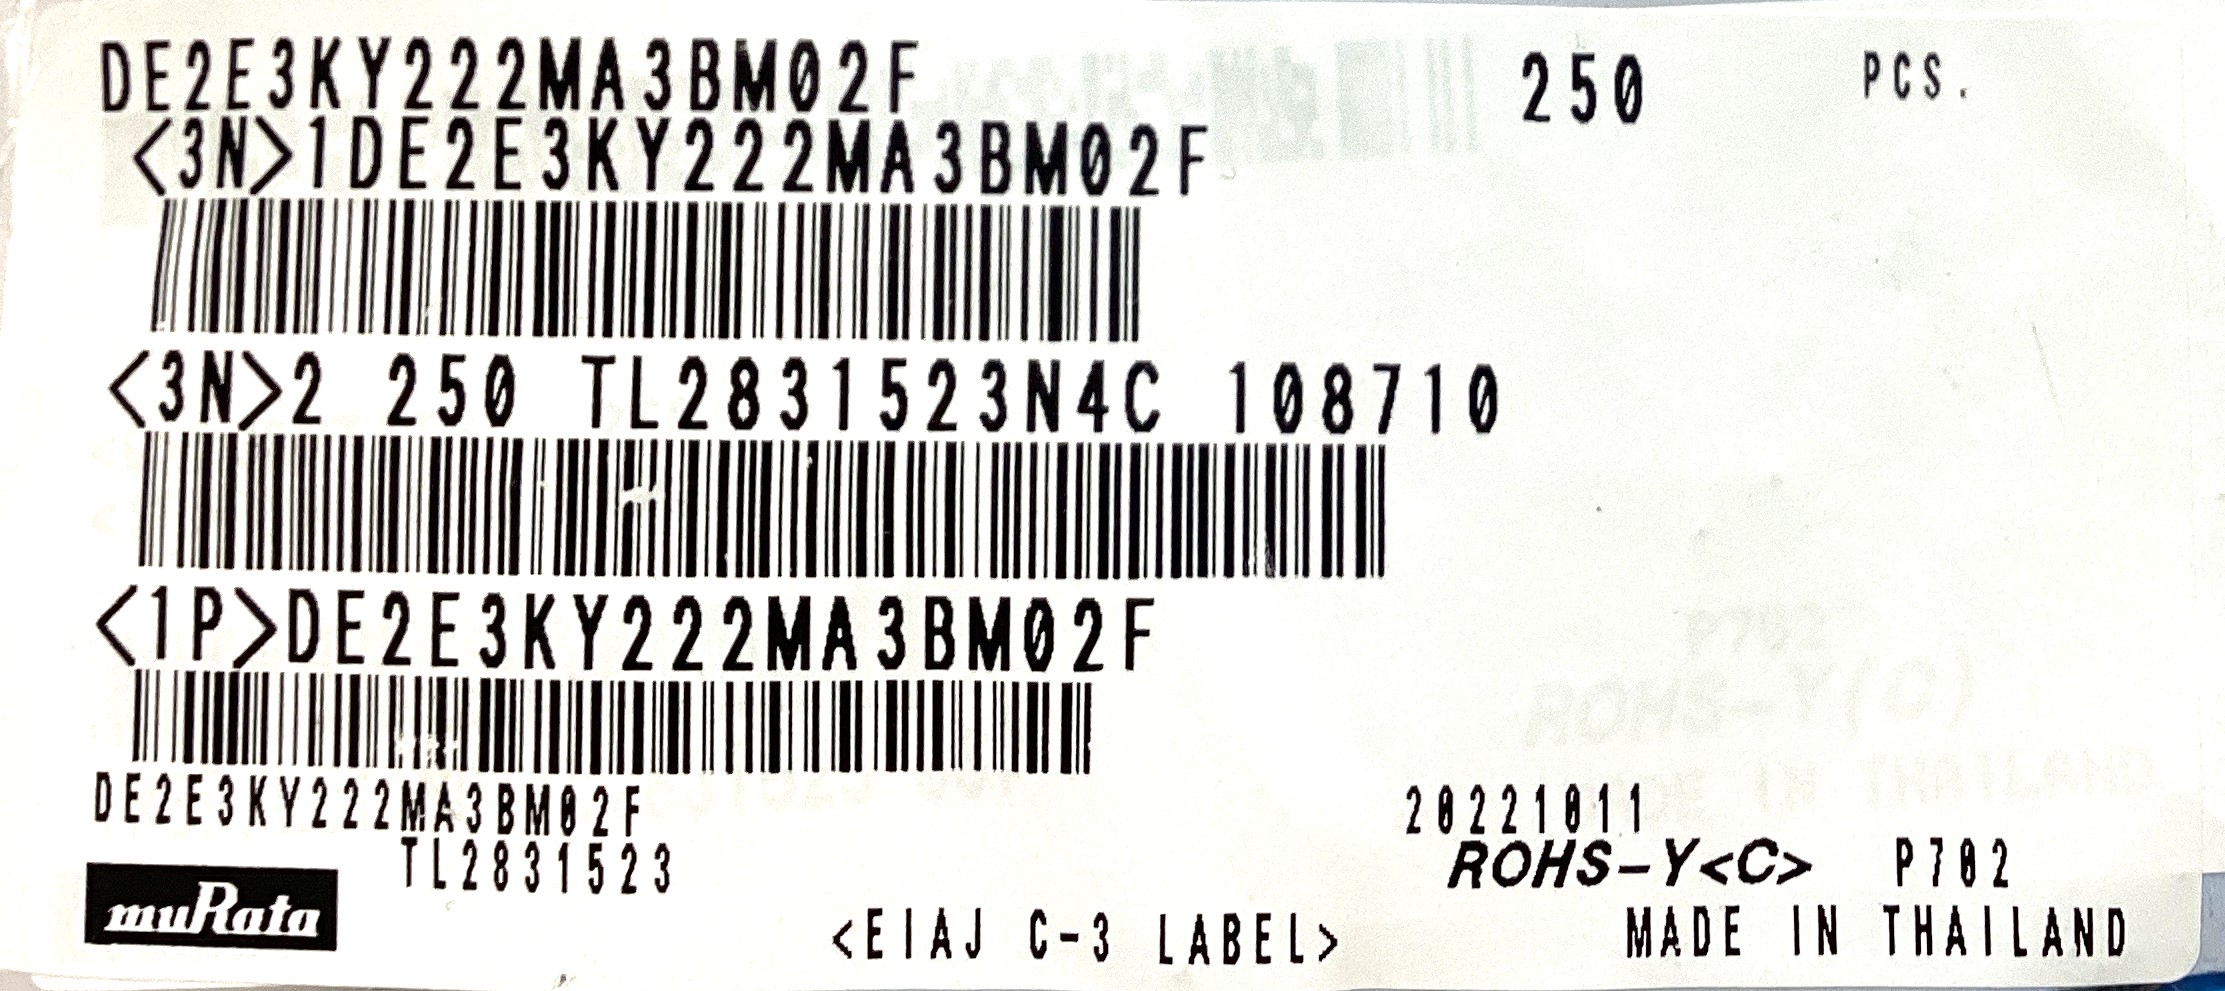 DE2E3KY222MA3BM02F 250 PCS.
<3N>1DE2E3KY222MA3BM02F
<3N>2 250 TL2831523N4C 108710
<1P>DE2E3KY222MA3BM02F
DE2E3KY222MA3BM02F 20221011
TL2831523 ROHS-Y<C> P702
muRata <EIAJ C-3 LABEL> MADE IN THAILAND